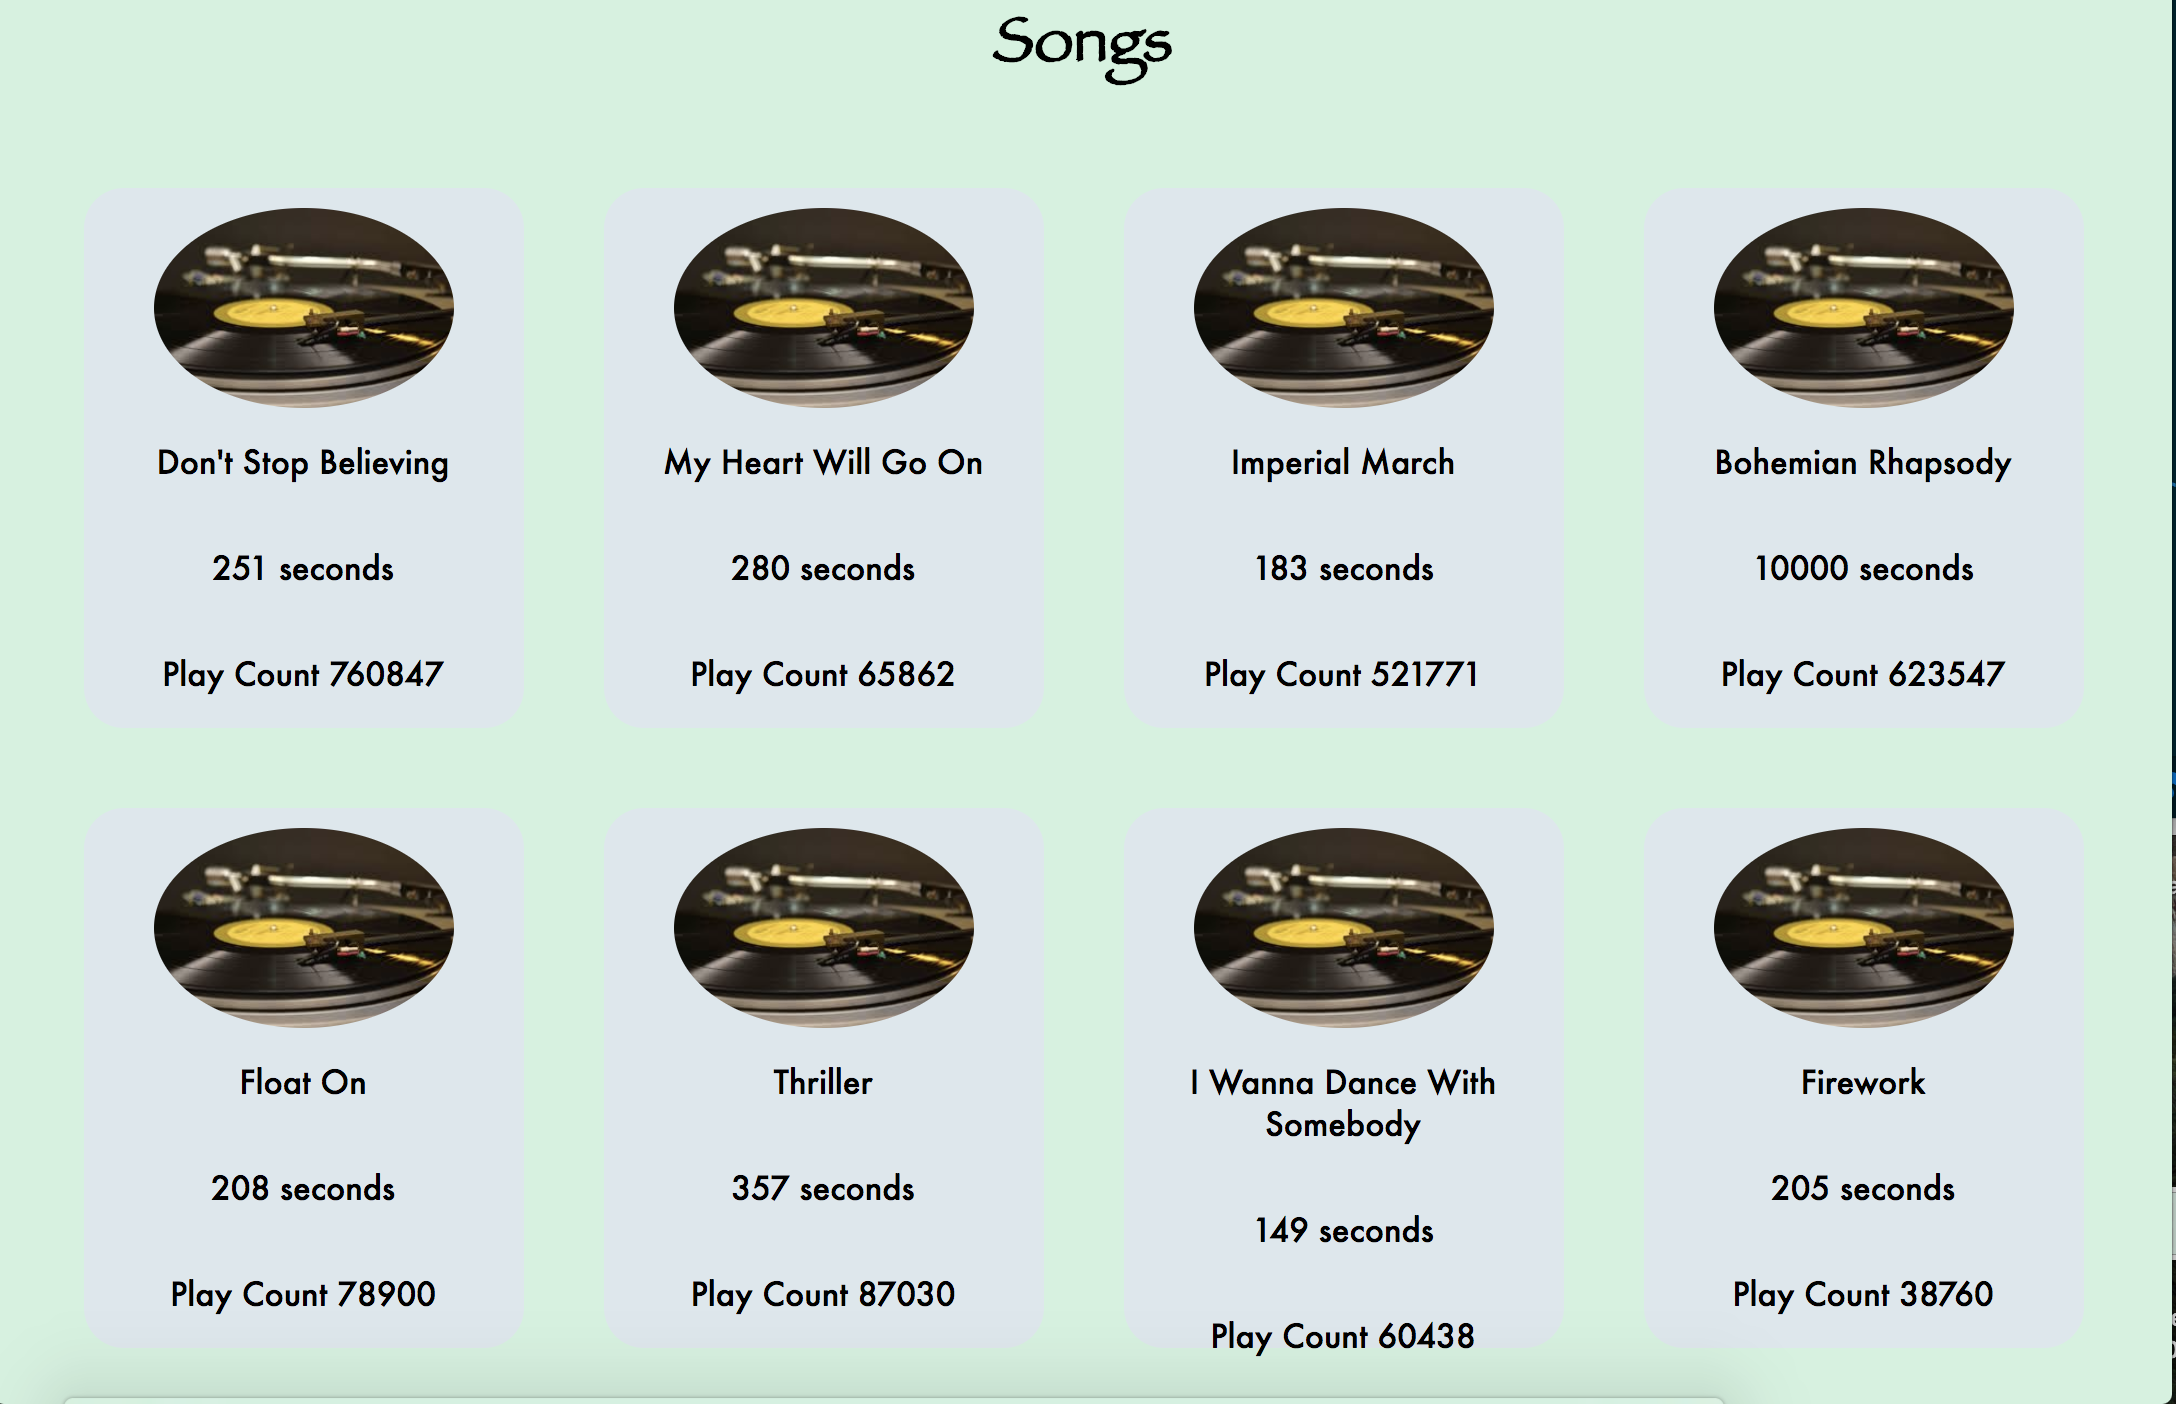 Songs
Don't Stop Believing
251 seconds
Play Count 760847
My Heart Will Go On
280 seconds
Play Count 65862
Imperial March
183 seconds
Play Count 521771
Bohemian Rhapsody
10000 seconds
Play Count 623547
Float On
208 seconds
Play Count 78900
Thriller
357 seconds
Play Count 87030
I Wanna Dance With
Somebody
149 seconds
Play Count 60438
Firework
205 seconds
Play Count 38760